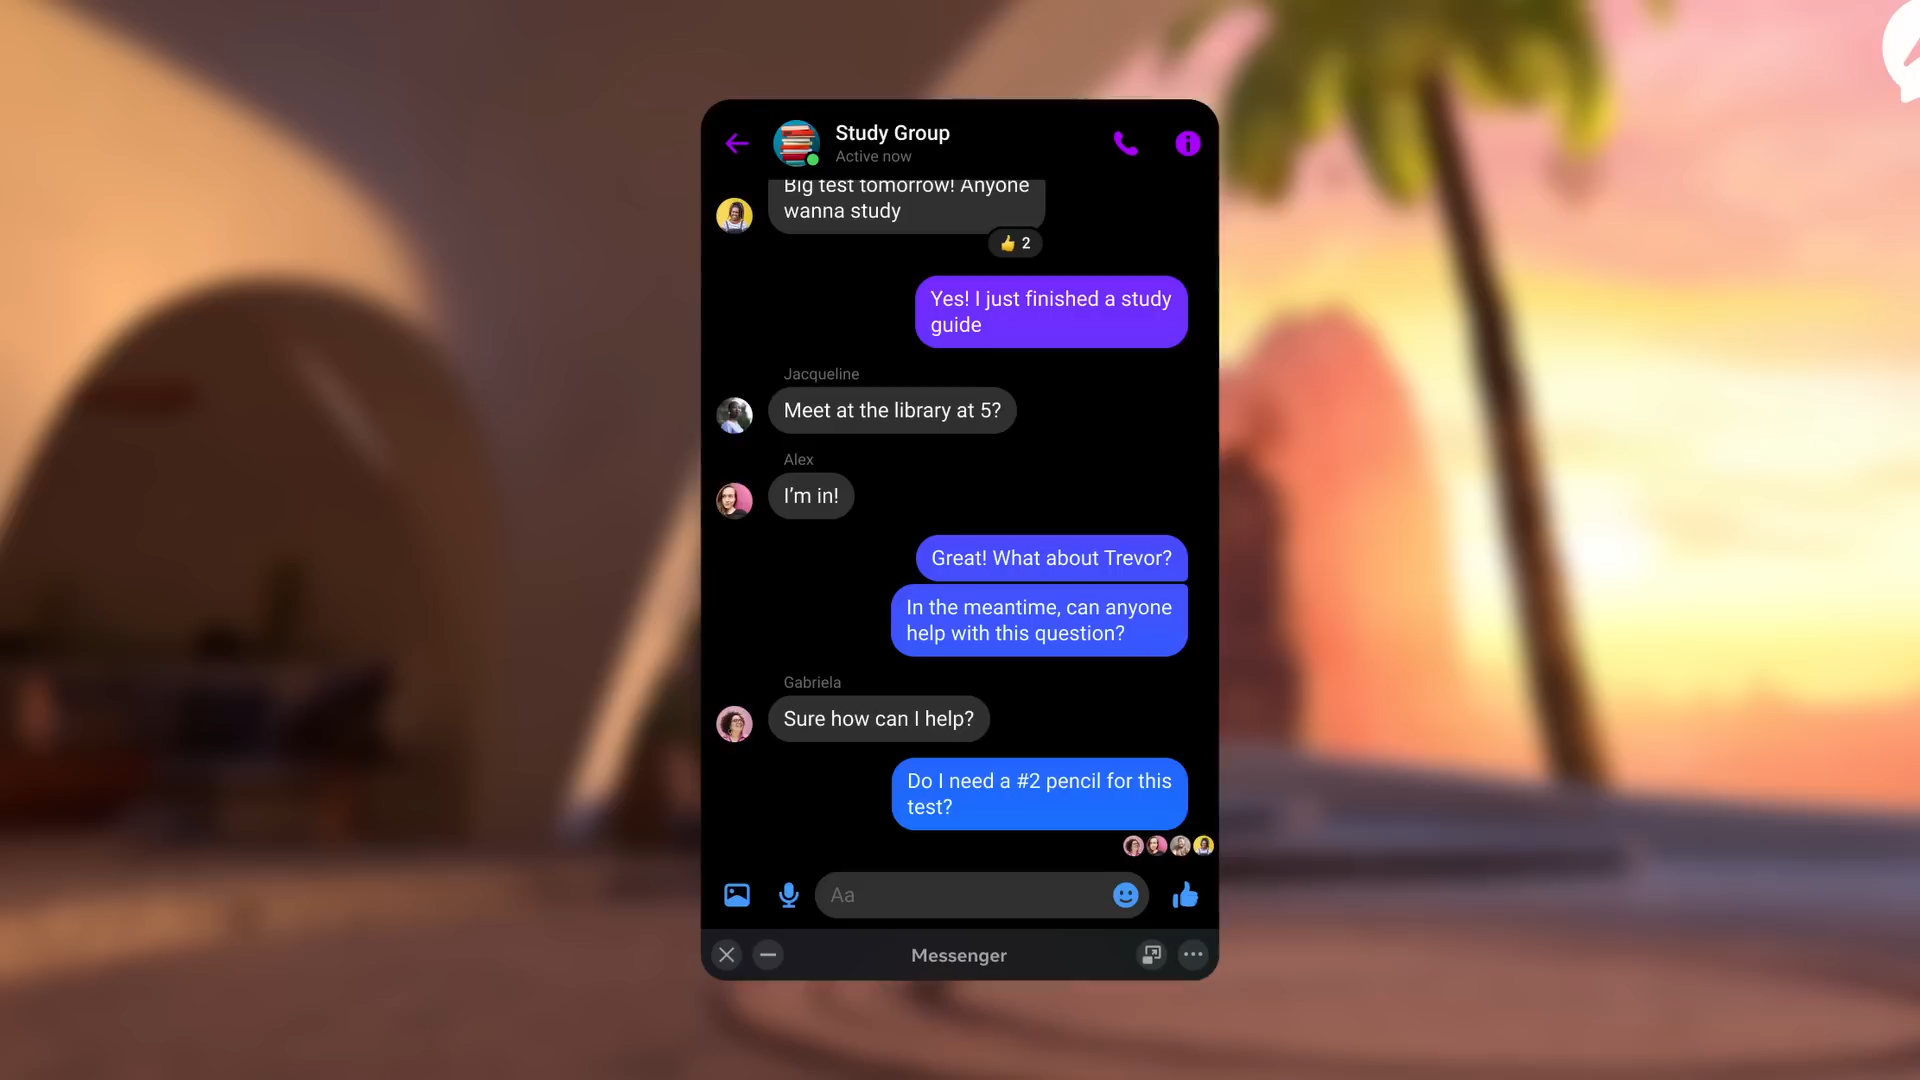 Study Group
Active now
Big test tomorrow! Anyone
wanna study
👍 2
Yes! I just finished a study
guide
Jacqueline
Meet at the library at 5?
Alex
I’m in!
Great! What about Trevor?
In the meantime, can anyone
help with this question?
Gabriela
Sure how can I help?
Do I need a #2 pencil for this
test?
Aa
Messenger